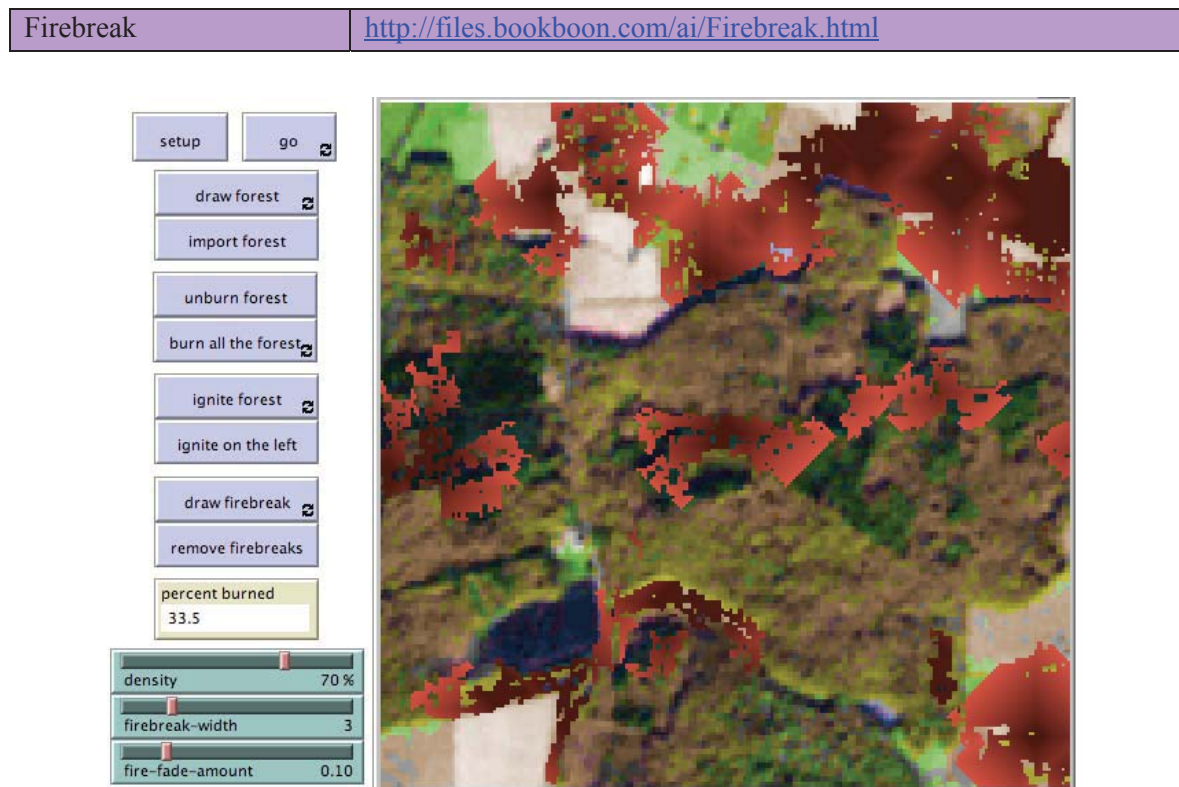 Firebreak http://files.bookboon.com/ai/Firebreak.html
setup go
draw forest
import forest
unburn forest
burn all the forest
ignite forest
ignite on the left
draw firebreak
remove firebreaks
percent burned
33.5
density 70 %
firebreak-width 3
fire-fade-amount 0.10